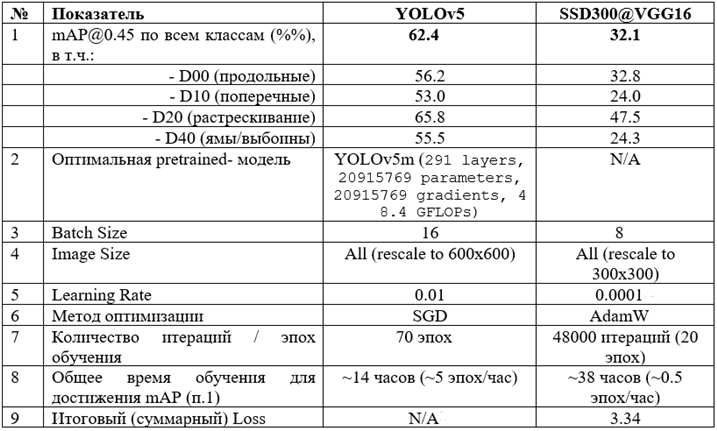 № Показатель YOLOv5 SSD300@VGG16
1 mAP@0.45 по всем классам (%%), 62.4 32.1
в т.ч.:
- D00 (продольные) 56.2 32.8
- D10 (поперечные) 53.0 24.0
- D20 (растрескивание) 65.8 47.5
- D40 (ямы/выбоины) 55.5 24.3
2 Оптимальная pretrained- модель YOLOv5m (291 layers, N/A
20915769 parameters,
20915769 gradients, 4
8.4 GFLOPs)
3 Batch Size 16 8
4 Image Size All (rescale to 600x600) All (rescale to
300x300)
5 Learning Rate 0.01 0.0001
6 Метод оптимизации SGD AdamW
7 Количество итераций / эпох 70 эпох 48000 итераций (20
обучения эпох)
8 Общее время обучения для ~14 часов (~5 эпох/час) ~38 часов (~0.5
достижения mAP (п.1) эпох/час)
9 Итоговый (суммарный) Loss N/A 3.34